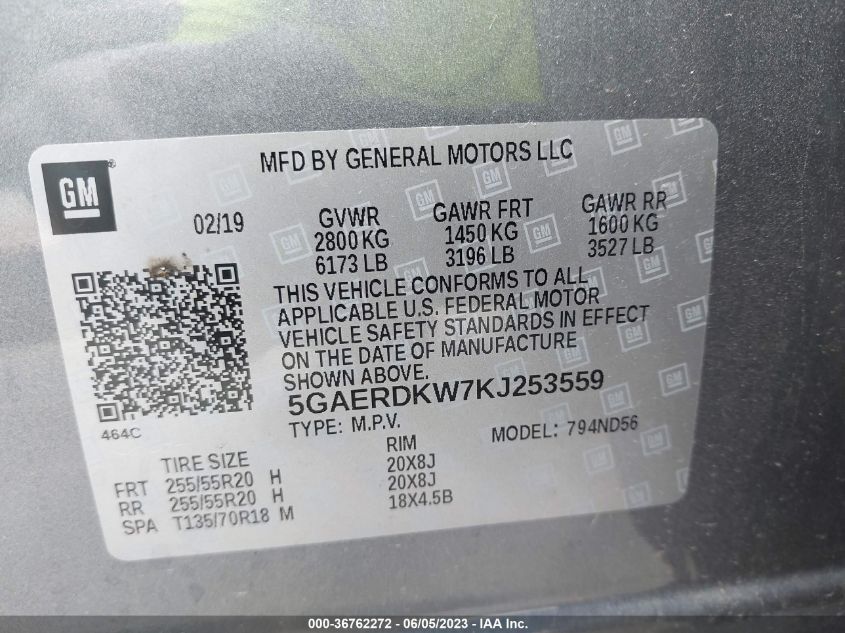 MFD BY GENERAL MOTORS LLC
GM
02/19
GVWR GAWR FRT GAWR RR
2800 KG 1450 KG 1600 KG
6173 LB 3196 LB 3527 LB
THIS VEHICLE CONFORMS TO ALL
APPLICABLE U.S. FEDERAL MOTOR
VEHICLE SAFETY STANDARDS IN EFFECT
ON THE DATE OF MANUFACTURE
SHOWN ABOVE.
5GAERDKW7KJ253559
TYPE: M.P.V. MODEL: 794ND56
464C
TIRE SIZE RIM
FRT 255/55R20 H 20X8J
RR 255/55R20 H 20X8J
SPA T135/70R18 M 18X4.5B
000-36762272 - 06/05/2023 - © IAA Inc.